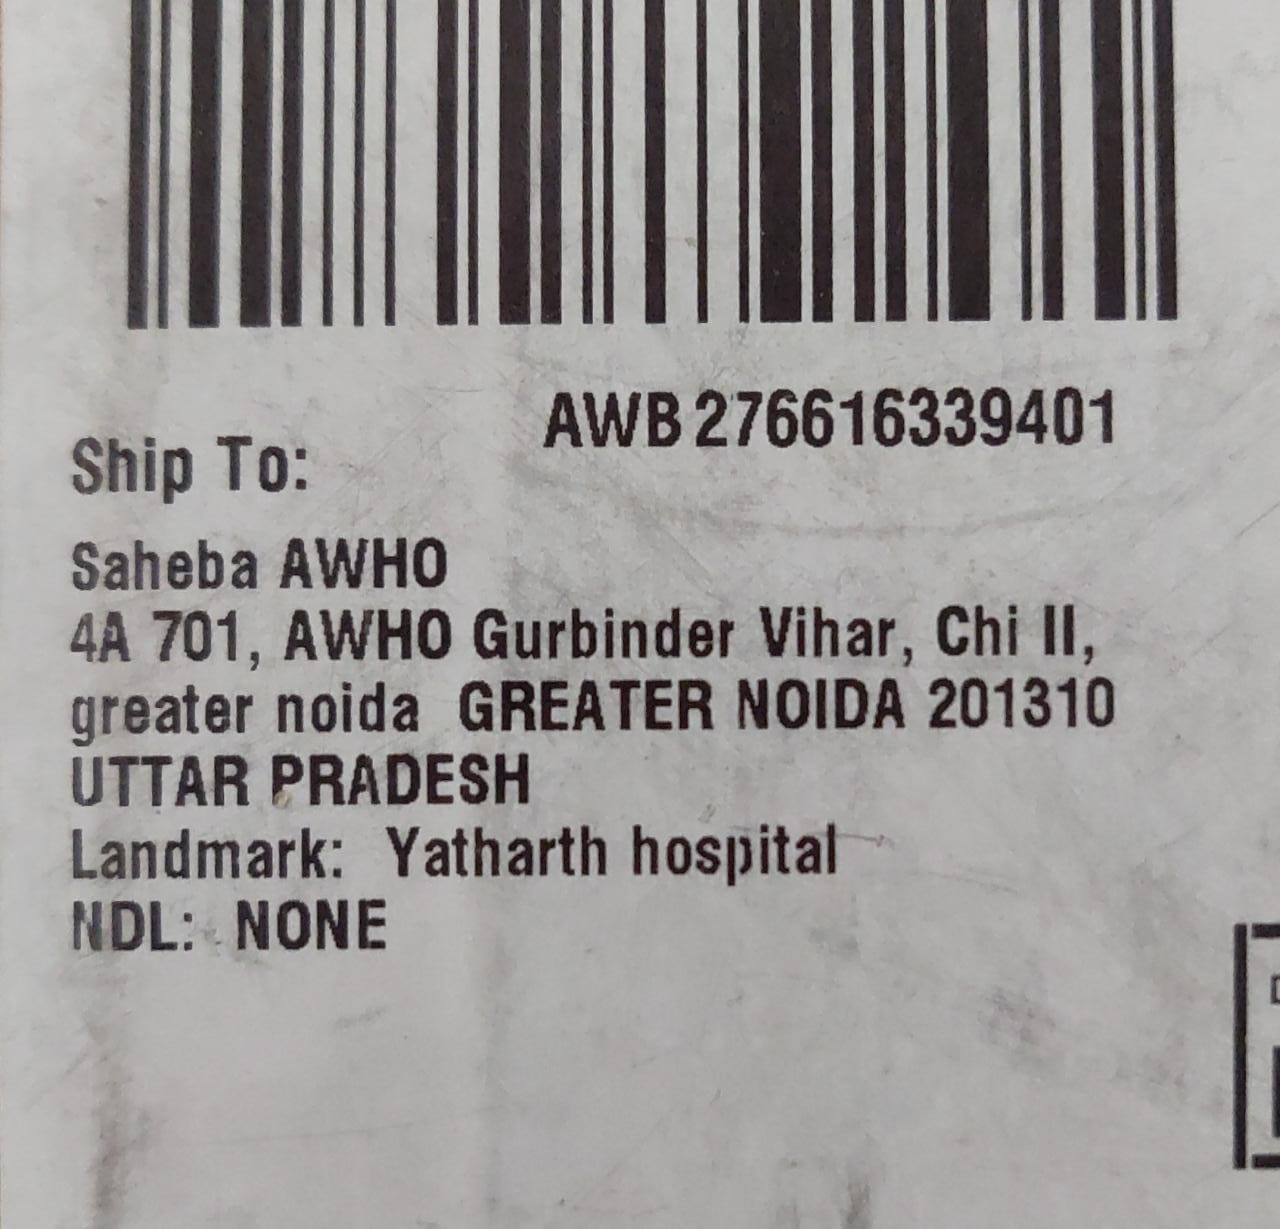 AWB 276616339401
Ship To:
Saheba AWHO
4A 701, AWHO Gurbinder Vihar, Chi II,
greater noida GREATER NOIDA 201310
UTTAR PRADESH
Landmark: Yatharth hospital
NDL: NONE